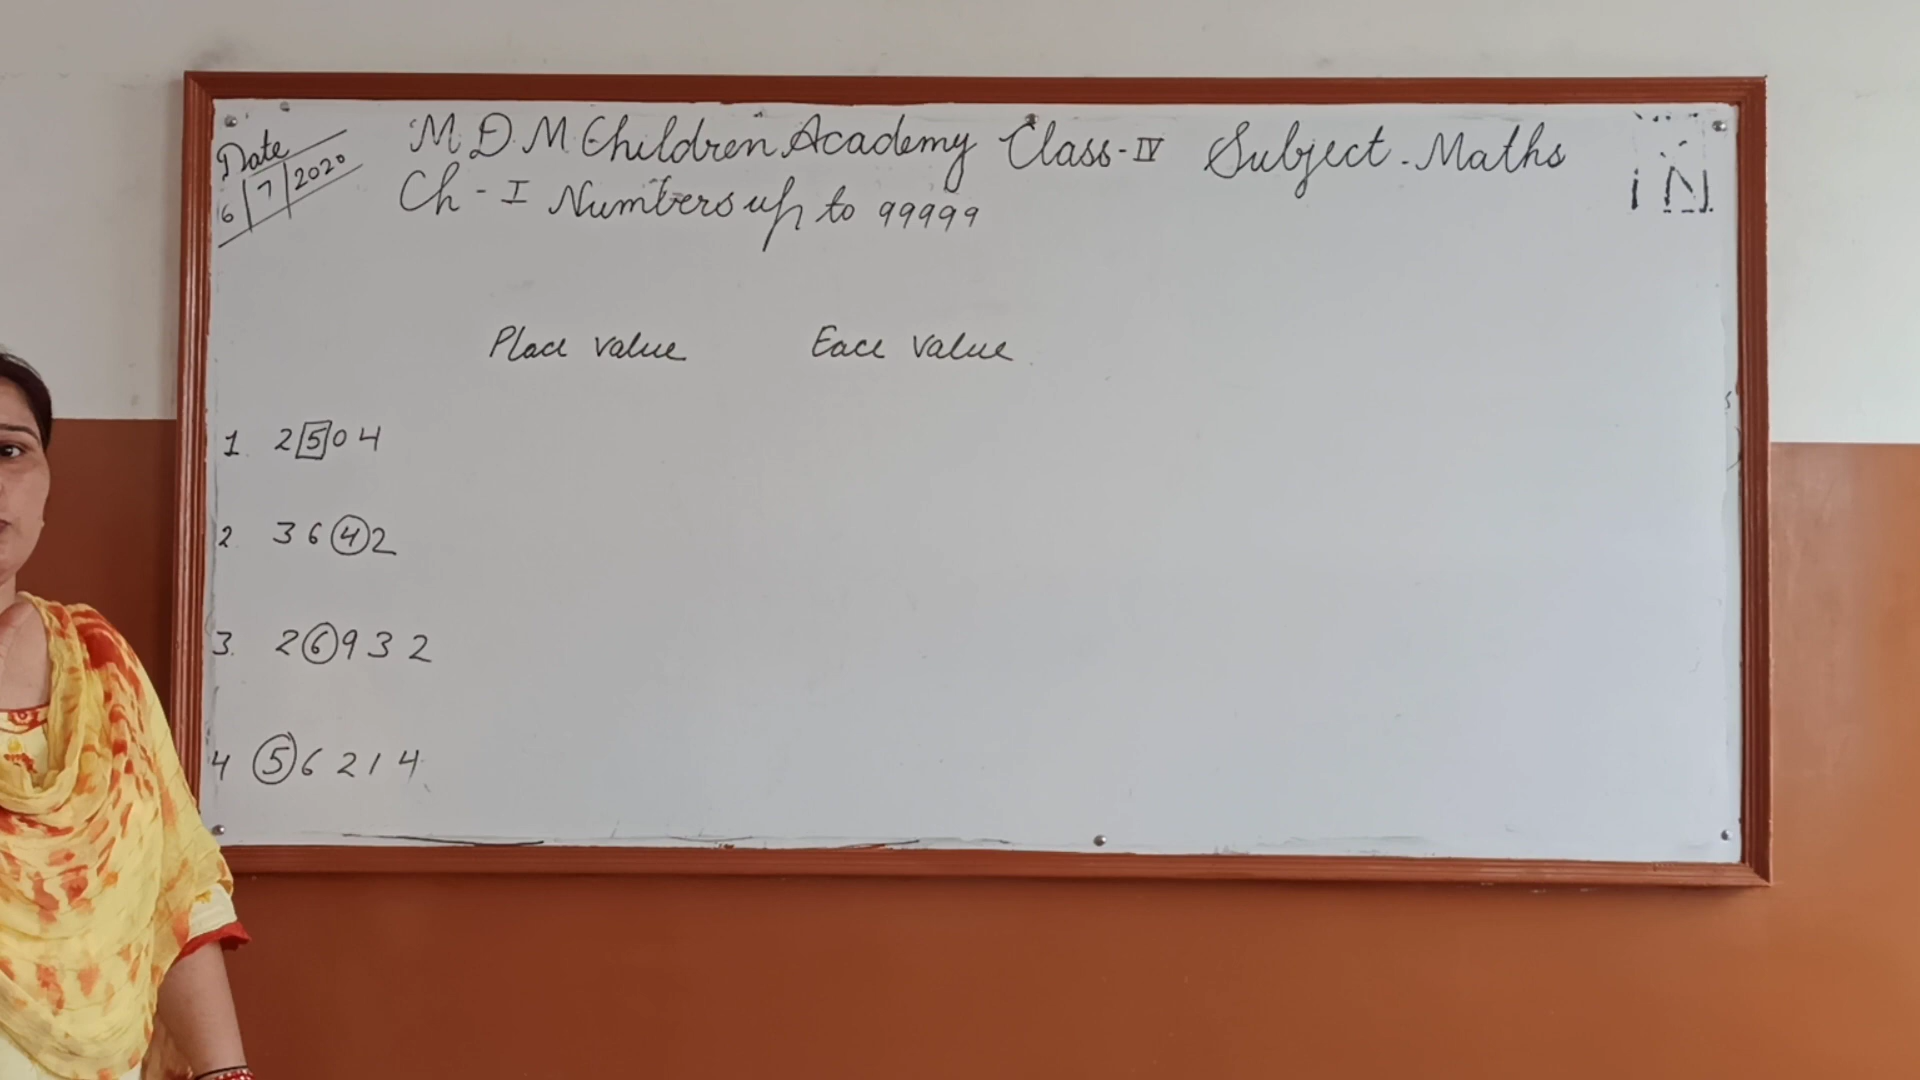 Date
6/7/2020
M.D.M. Children Academy Class-IV Subject-Maths
Ch-I Numbers up to 99999
Place value Face value
1. 2504
2. 3642
3. 26932
4 56214